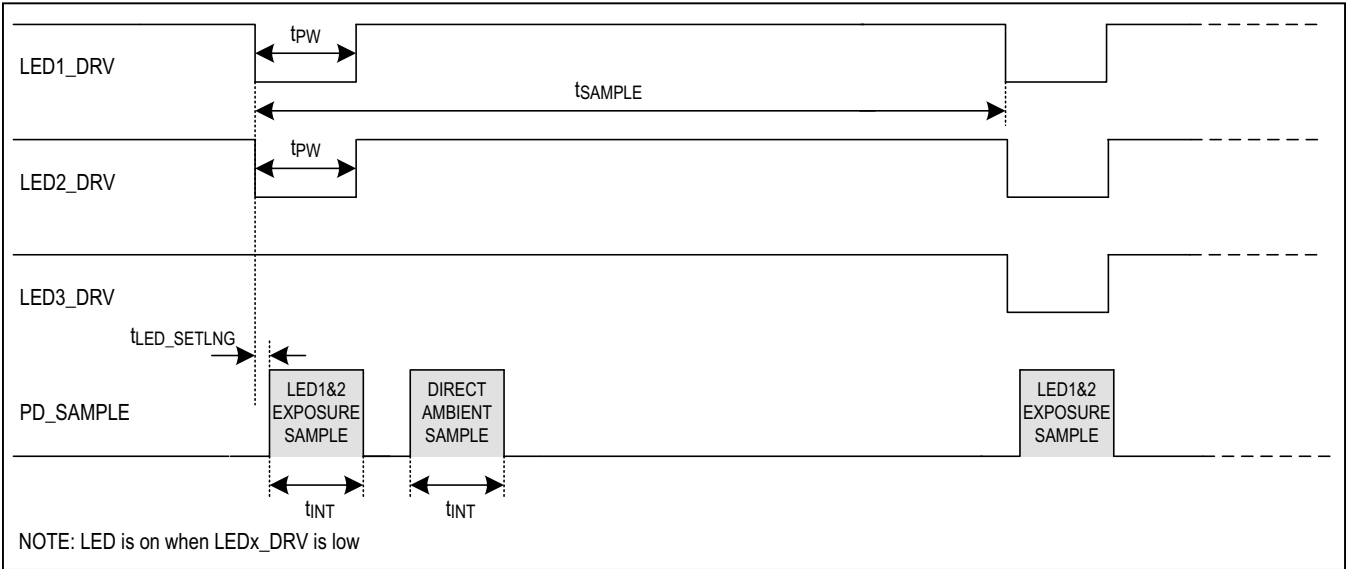 tPW
LED1_DRV
tSAMPLE
tPW
LED2_DRV
LED3_DRV
tLED_SETLNG
PD_SAMPLE
LED1&2
EXPOSURE
SAMPLE
DIRECT
AMBIENT
SAMPLE
LED1&2
EXPOSURE
SAMPLE
tINT
tINT
NOTE: LED is on when LEDx_DRV is low